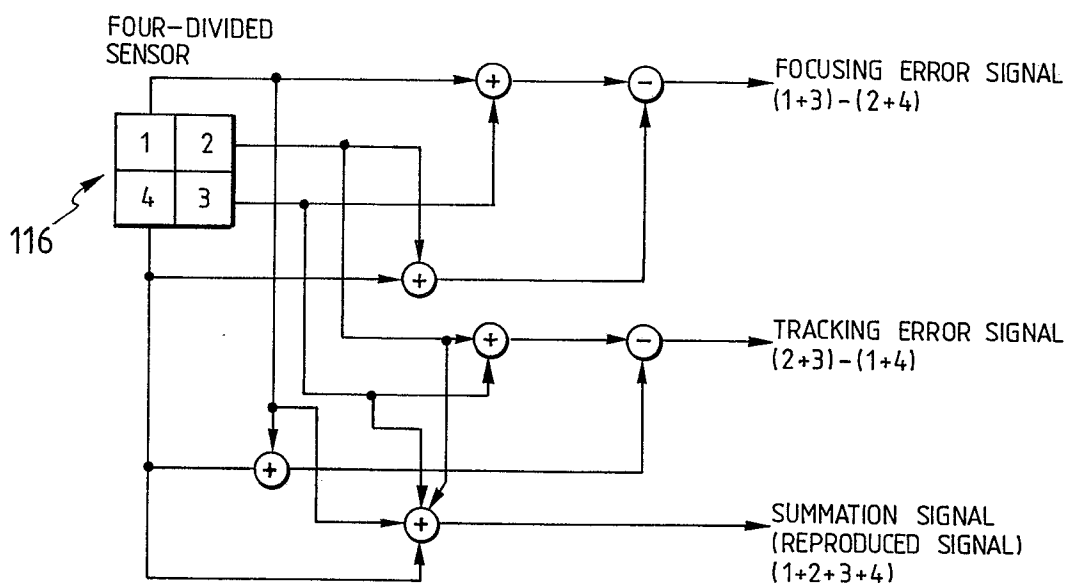 FOUR-DIVIDED
SENSOR
1 2
4 3
116
+
-
FOCUSING ERROR SIGNAL
(1+3)-(2+4)
+
+
-
TRACKING ERROR SIGNAL
(2+3)-(1+4)
+
+
SUMMATION SIGNAL
(REPRODUCED SIGNAL)
(1+2+3+4)